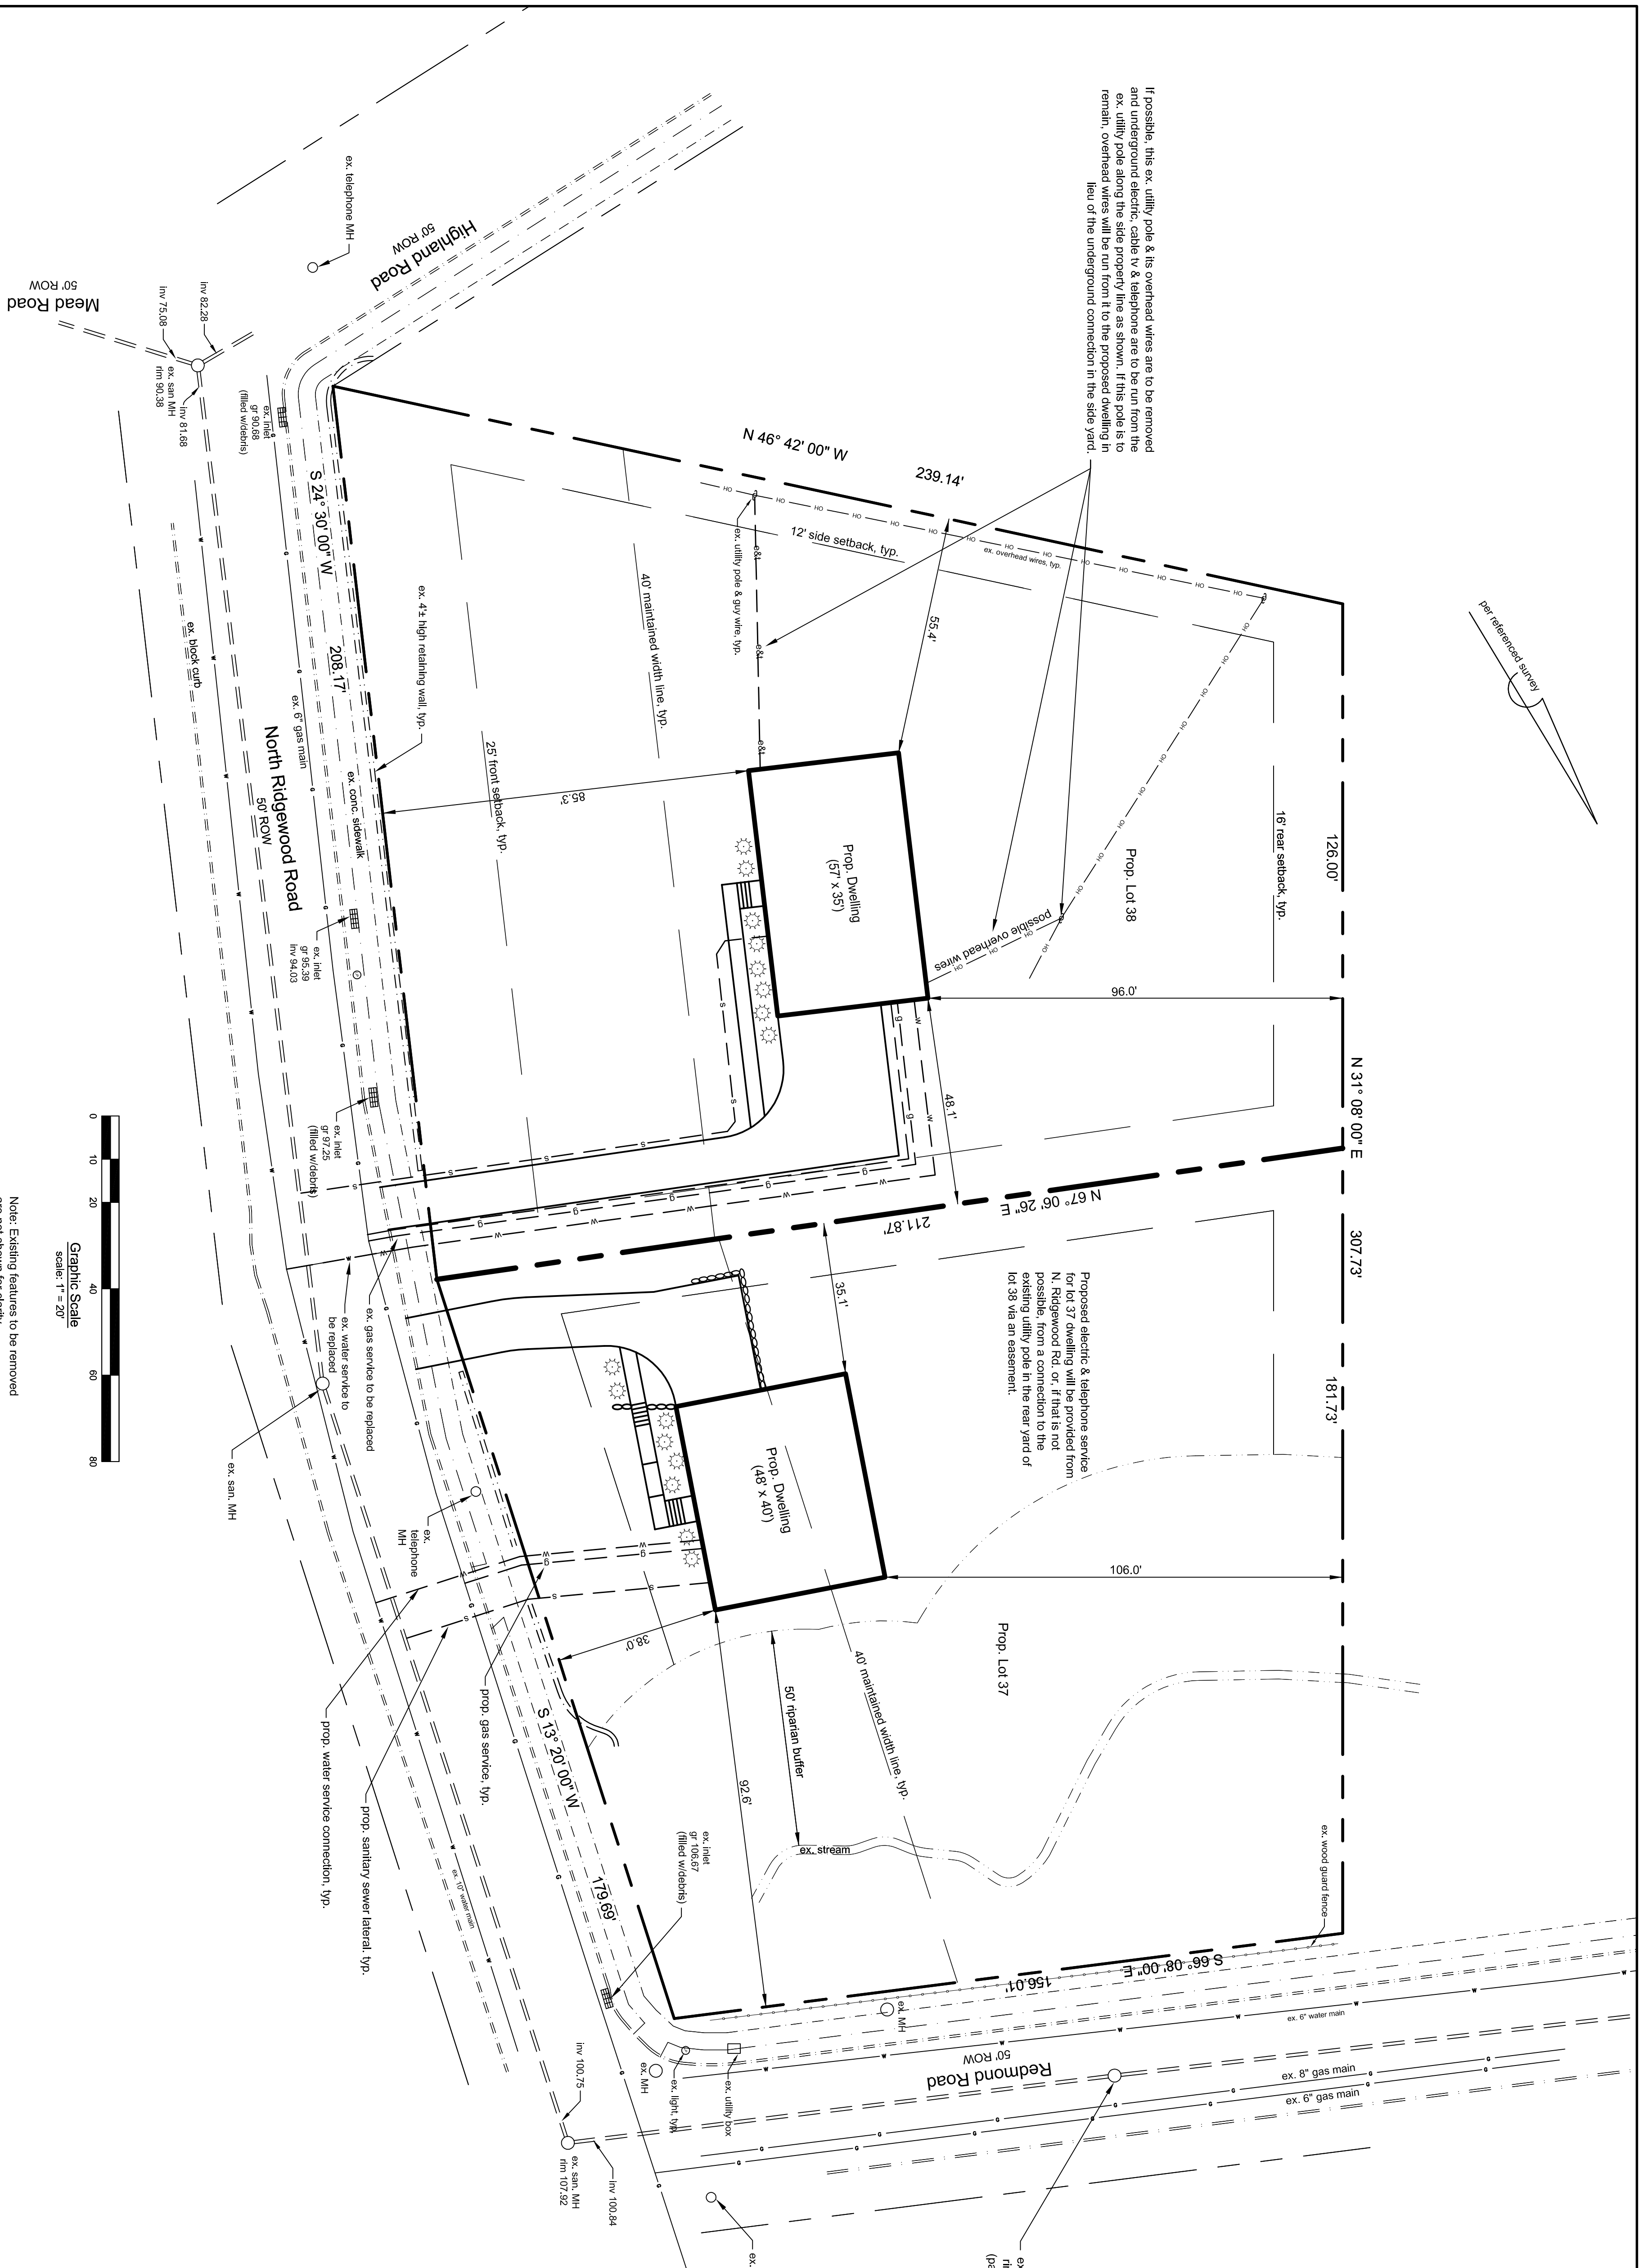 If possible, this ex. utility pole & its overhead wires are to be removed
and underground electric, cable tv & telephone are to be run from the
ex. utility pole along the side property line as shown. If this pole is to
remain, overhead wires will be run from it to the proposed dwelling in
lieu of the underground connection in the side yard.
per referenced survey
126.00'
N 31° 08' 00" E
307.73'
181.73'
16' rear setback, typ.
Prop. Lot 38
96.0'
106.0'
N 46° 42' 00" W
239.14'
12' side setback, typ.
ex. overhead wires, typ.
55.4'
ex. utility pole & guy wire, typ.
e&t
e&t
e&t
40' maintained width line, typ.
25' front setback, typ.
85.3'
Prop. Dwelling
(57' x 35')
possible overhead wires
48.1'
N 67° 06' 26" E
211.87'
35.1'
Proposed electric & telephone service
for lot 37 dwelling will be provided from
N. Ridgewood Rd. or, if that is not
possible, from a connection to the
existing utility pole in the rear yard of
lot 38 via an easement.
Prop. Dwelling
(48' x 40')
Prop. Lot 37
40' maintained width line, typ.
50' riparian buffer
ex. stream
92.6'
38.0'
ex. wood guard fence
S 66° 08' 00" E
156.01'
ex. MH
ex. 6" water main
Redmond Road
50' ROW
ex. 8" gas main
ex. 6" gas main
ex. utility box
ex. light, typ.
ex. MH
ex. inlet
gr 106.67
(filled w/debris)
179.69'
S 13° 20' 00" W
inv 100.75
inv 100.84
ex. san. MH
rim 107.92
ex. 10" water main
prop. gas service, typ.
prop. sanitary sewer lateral. typ.
prop. water service connection, typ.
ex.
telephone
MH
ex. san. MH
ex. gas service to be replaced
ex. water service to
be replaced
ex. inlet
gr 97.25
(filled w/debris)
ex. inlet
gr 95.39
inv 94.03
ex. 4'± high retaining wall, typ.
S 24° 30' 00" W
208.17'
ex. conc. sidewalk
ex. 6" gas main
North Ridgewood Road
50' ROW
ex. block curb
ex. inlet
gr 90.68
(filled w/debris)
inv 81.68
ex. san MH
rim 90.38
inv 82.28
inv 75.08
Mead Road
50' ROW
ex. telephone MH
Highland Road
50' ROW
0 10 20 40 60 80
Graphic Scale
scale: 1" = 20'
Note: Existing features to be removed
are not shown for clarity
ex.